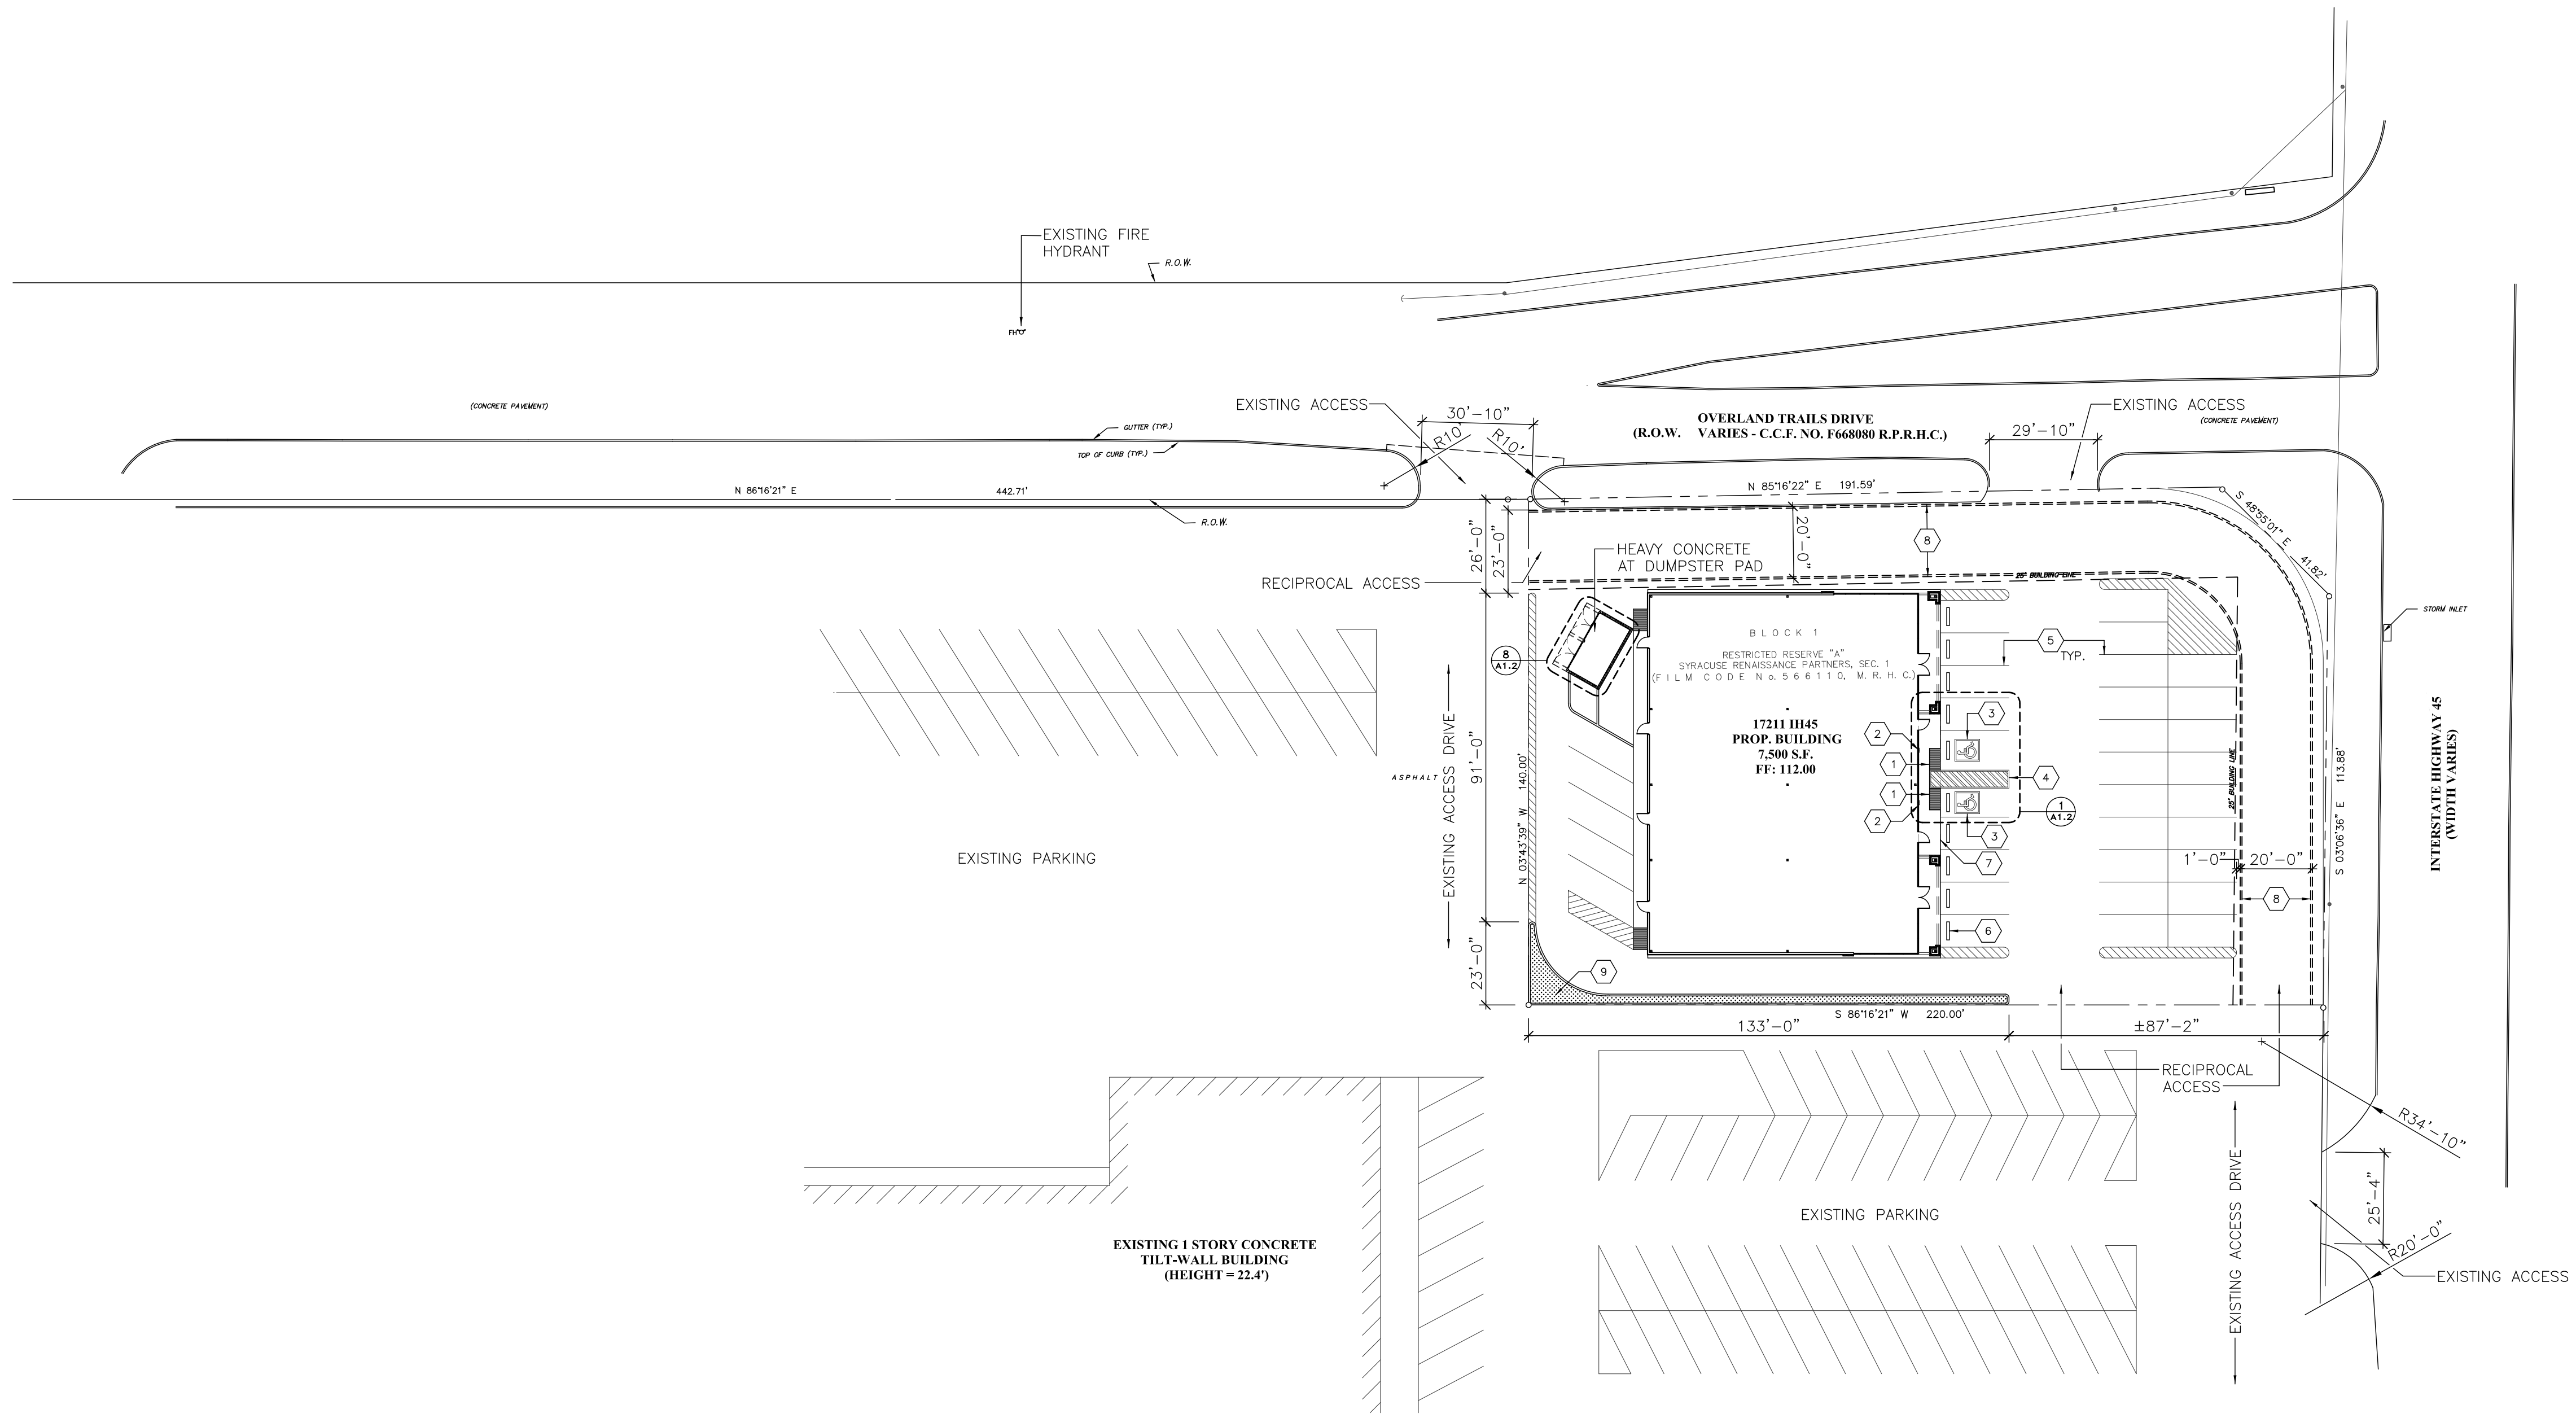 EXISTING FIRE
HYDRANT
R.O.W.
FH
(CONCRETE PAVEMENT)
GUTTER (TYP.)
TOP OF CURB (TYP.)
EXISTING ACCESS
30'-10"
R10'
R10'
OVERLAND TRAILS DRIVE
(R.O.W. VARIES - C.C.F. NO. F668080 R.P.R.H.C.)
29'-10"
EXISTING ACCESS
(CONCRETE PAVEMENT)
N 86°16'21" E 442.71'
R.O.W.
N 85°16'22" E 191.59'
S 48°55'01" E 41.82'
26'-0"
23'-0"
20'-0"
8
HEAVY CONCRETE
AT DUMPSTER PAD
RECIPROCAL ACCESS
25' BUILDING LINE
STORM INLET
BLOCK 1
RESTRICTED RESERVE "A"
SYRACUSE RENAISSANCE PARTNERS, SEC. 1
(FILM CODE No. 566110, M.R.H.C.)
8
A1.2
5
TYP.
17211 IH45
PROP. BUILDING
7,500 S.F.
FF: 112.00
2
1
1
2
3
4
3
1
A1.2
7
6
ASPHALT
EXISTING ACCESS DRIVE
91'-0"
N 03°43'39" W 140.00'
25' BUILDING LINE
S 03°06'36" E 113.88'
INTERSTATE HIGHWAY 45
(WIDTH VARIES)
EXISTING PARKING
1'-0"
20'-0"
8
23'-0"
9
S 86°16'21" W 220.00'
133'-0"
±87'-2"
RECIPROCAL
ACCESS
R34'-10"
25'-4"
R20'-0"
EXISTING ACCESS
EXISTING ACCESS DRIVE
EXISTING PARKING
EXISTING 1 STORY CONCRETE
TILT-WALL BUILDING
(HEIGHT = 22.4')